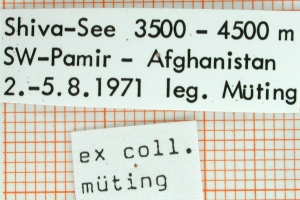 Shiva-See 3500 - 4500 m
SW-Pamir - Afghanistan
2.-5.8.1971 leg. Müting
ex coll.
müting